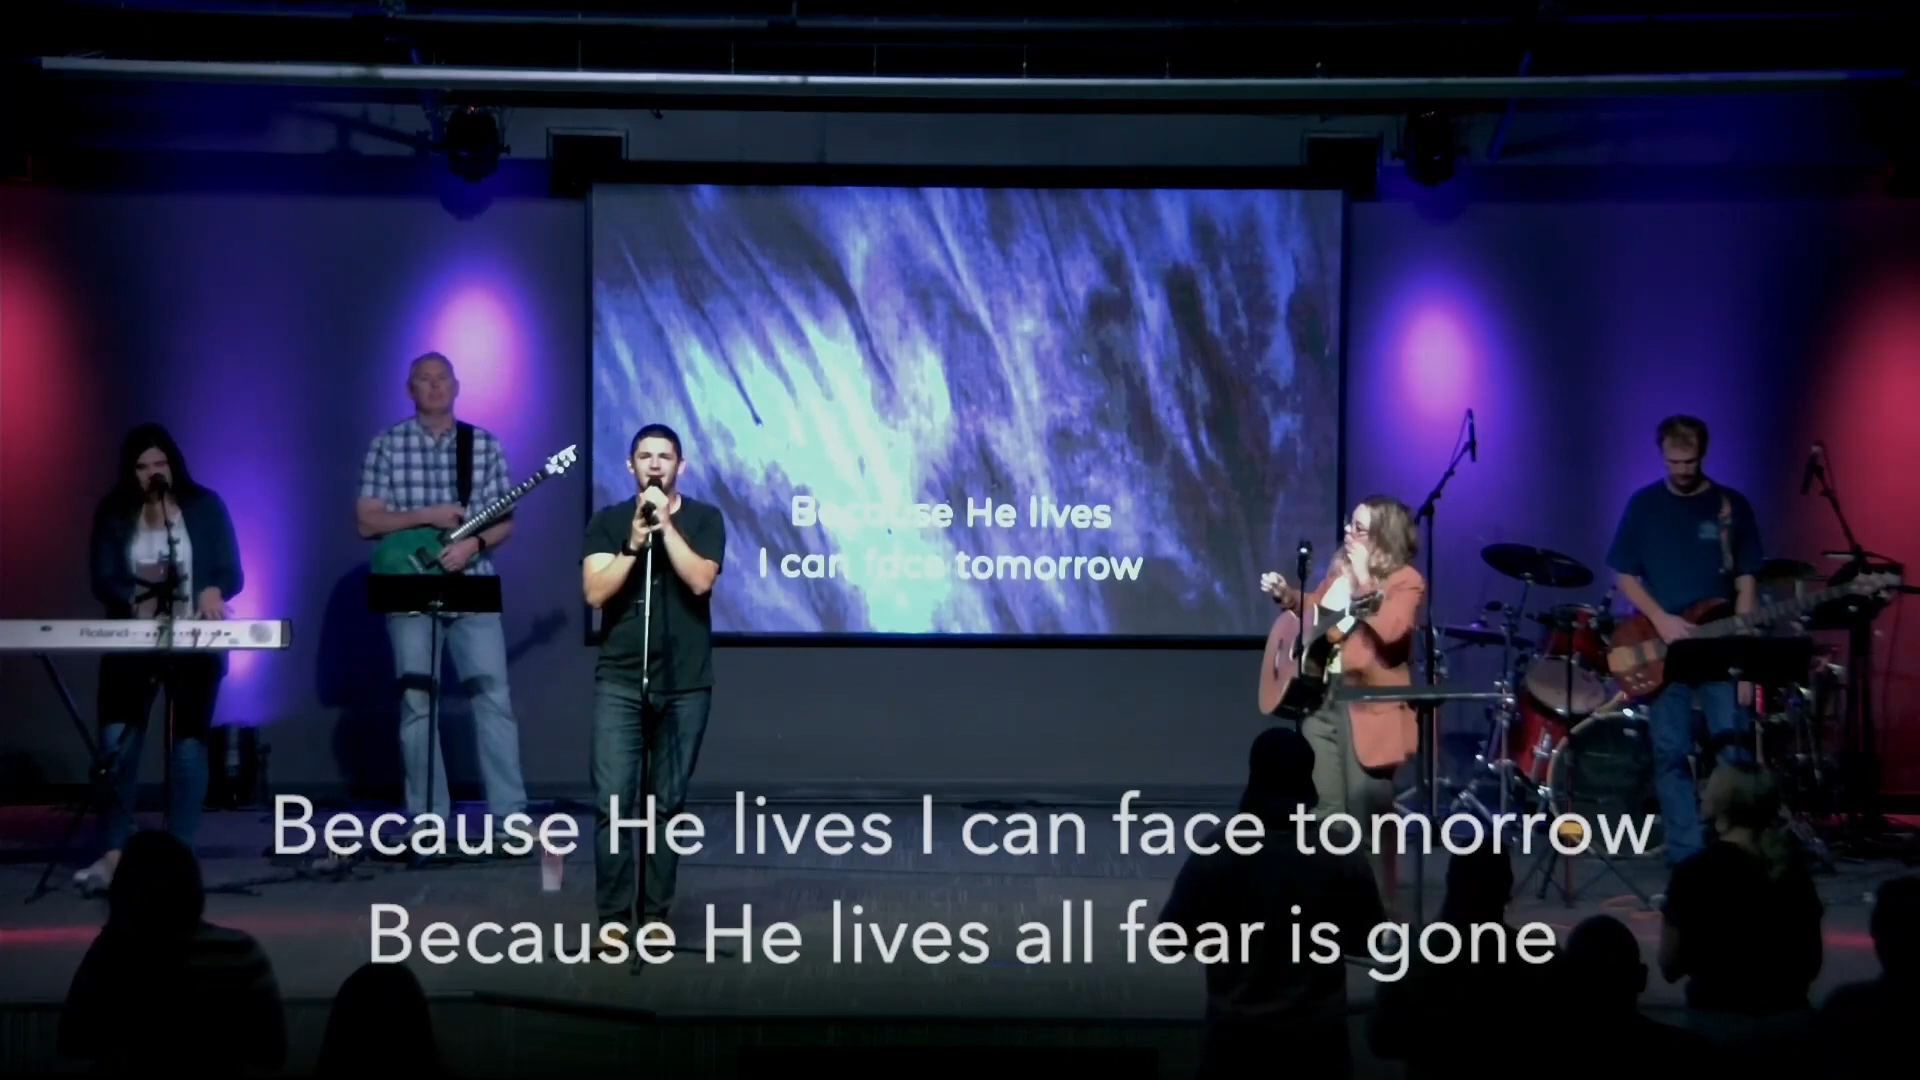 Because He lives
I can face tomorrow
Roland
Because He lives I can face tomorrow
Because He lives all fear is gone